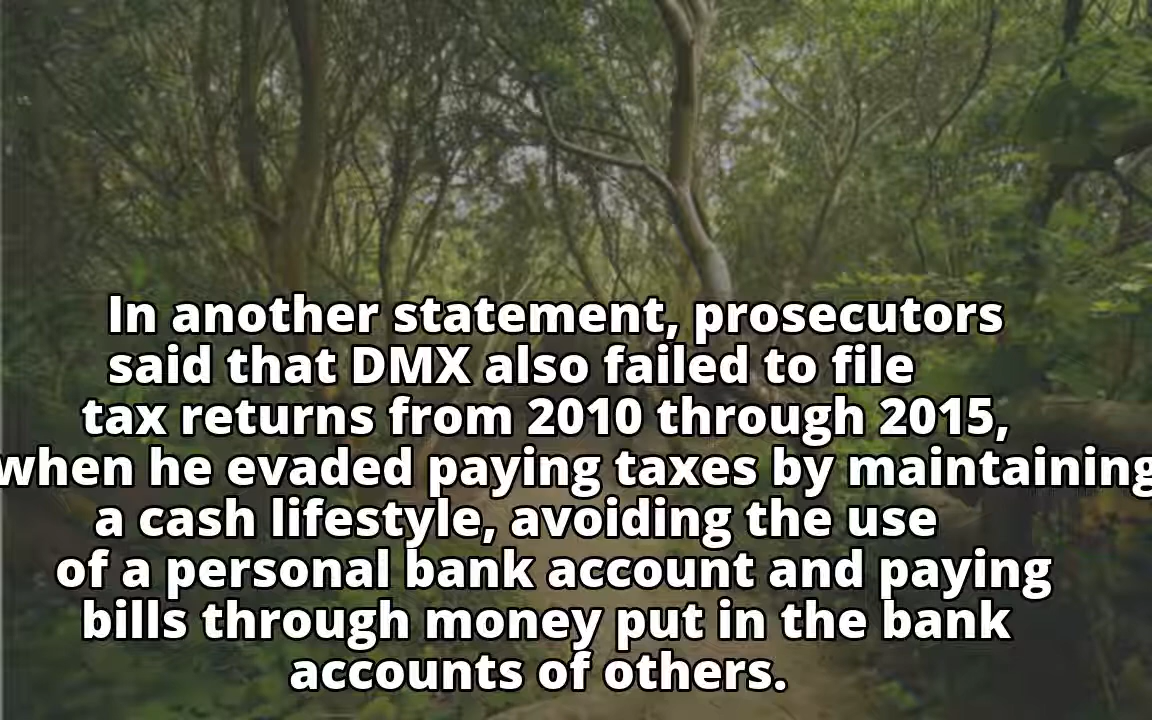 In another statement, prosecutors
said that DMX also failed to file
tax returns from 2010 through 2015,
when he evaded paying taxes by maintaining
a cash lifestyle, avoiding the use
of a personal bank account and paying
bills through money put in the bank
accounts of others.